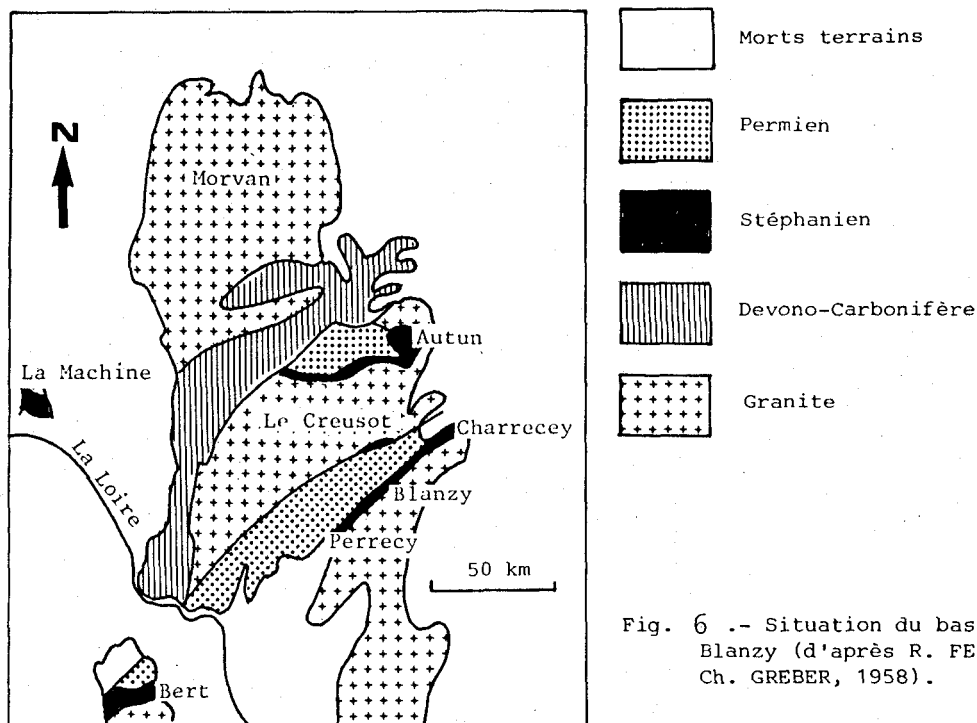 N
Morvan
Autun
La Machine
Le Creusot
Charrecey
La Loire
Blanzy
Perrecy
50 km
Bert
Morts terrains
Permien
Stéphanien
Devono-Carbonifère
Granite
Fig. 6 .- Situation du bas
Blanzy (d'après R. FE
Ch. GREBER, 1958).